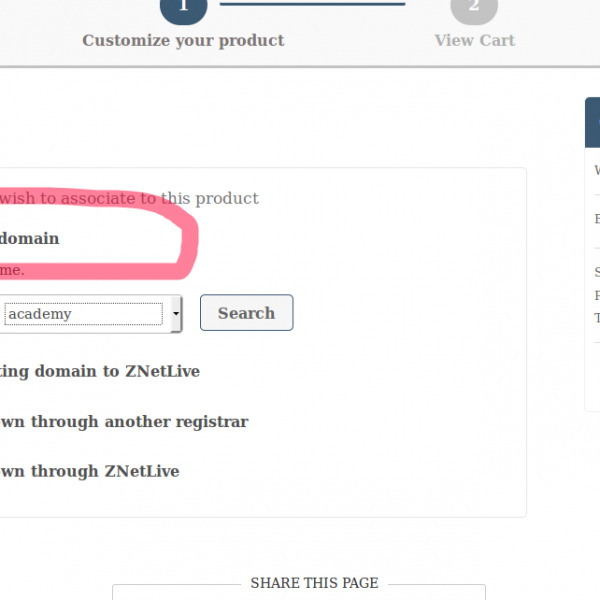 1 2
Customize your product View Cart
wish to associate to this product
domain
me.
academy Search
ting domain to ZNetLive
wn through another registrar
wn through ZNetLive
SHARE THIS PAGE